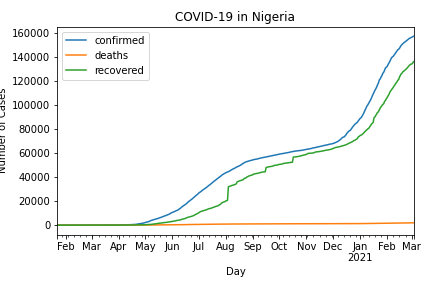 COVID-19 in Nigeria
160000
140000
120000
100000
80000
60000
40000
20000
0
Number of Cases
confirmed
deaths
recovered
Feb Mar Apr May Jun Jul Aug Sep Oct Nov Dec Jan Feb Mar
2021
Day